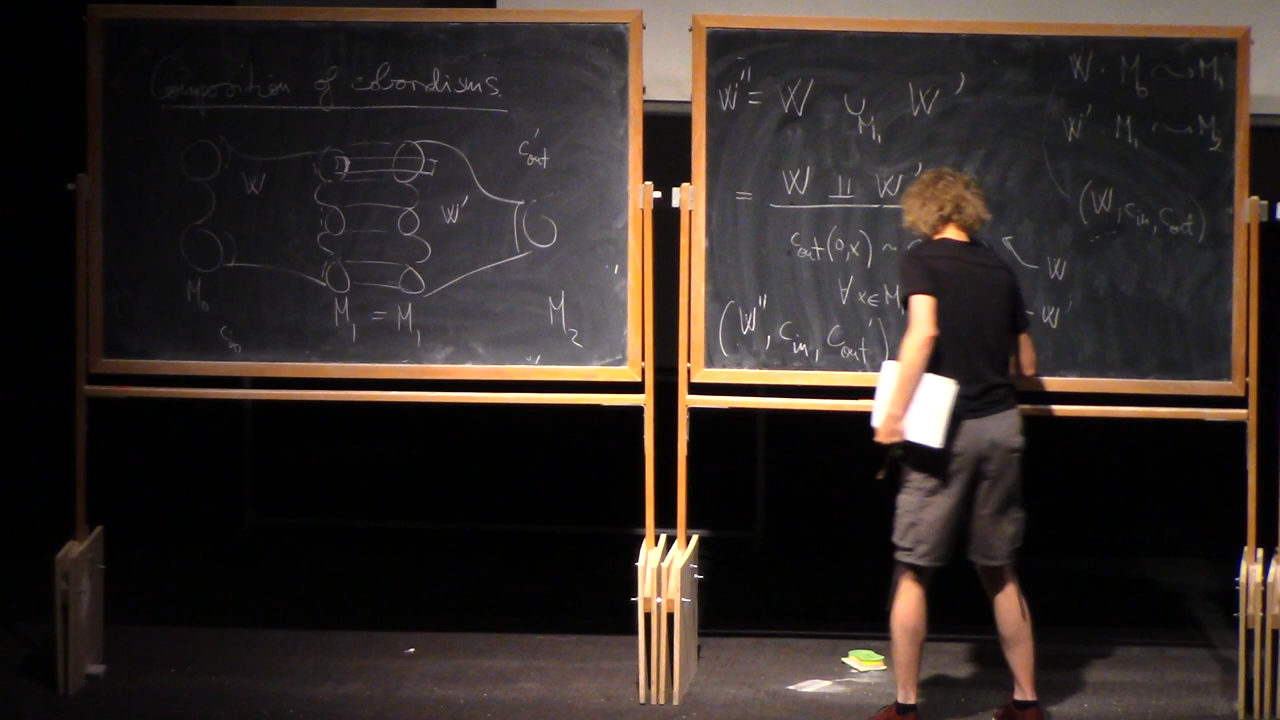 Composition of cobordisms
W
W'
c'out
M₀
M₁ = M₁
M₂
cin
W'' = W ∪M₁ W'
= W ⨿ W'
cout(0,x) ~
∀ x∈M
(W'', cin, c'out)
W : M₀ ⇝ M₁
W' : M₁ ⇝ M₂
(W, cin, cout)
W
W'